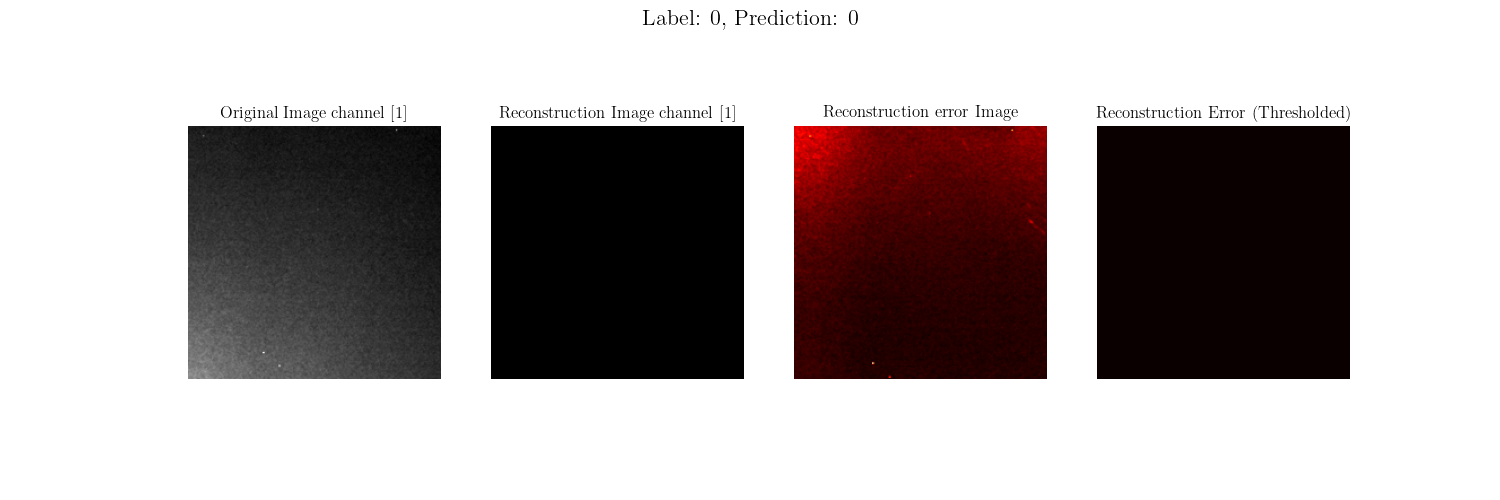 Label: 0, Prediction: 0
Original Image channel [1]
Reconstruction Image channel [1]
Reconstruction error Image
Reconstruction Error (Thresholded)